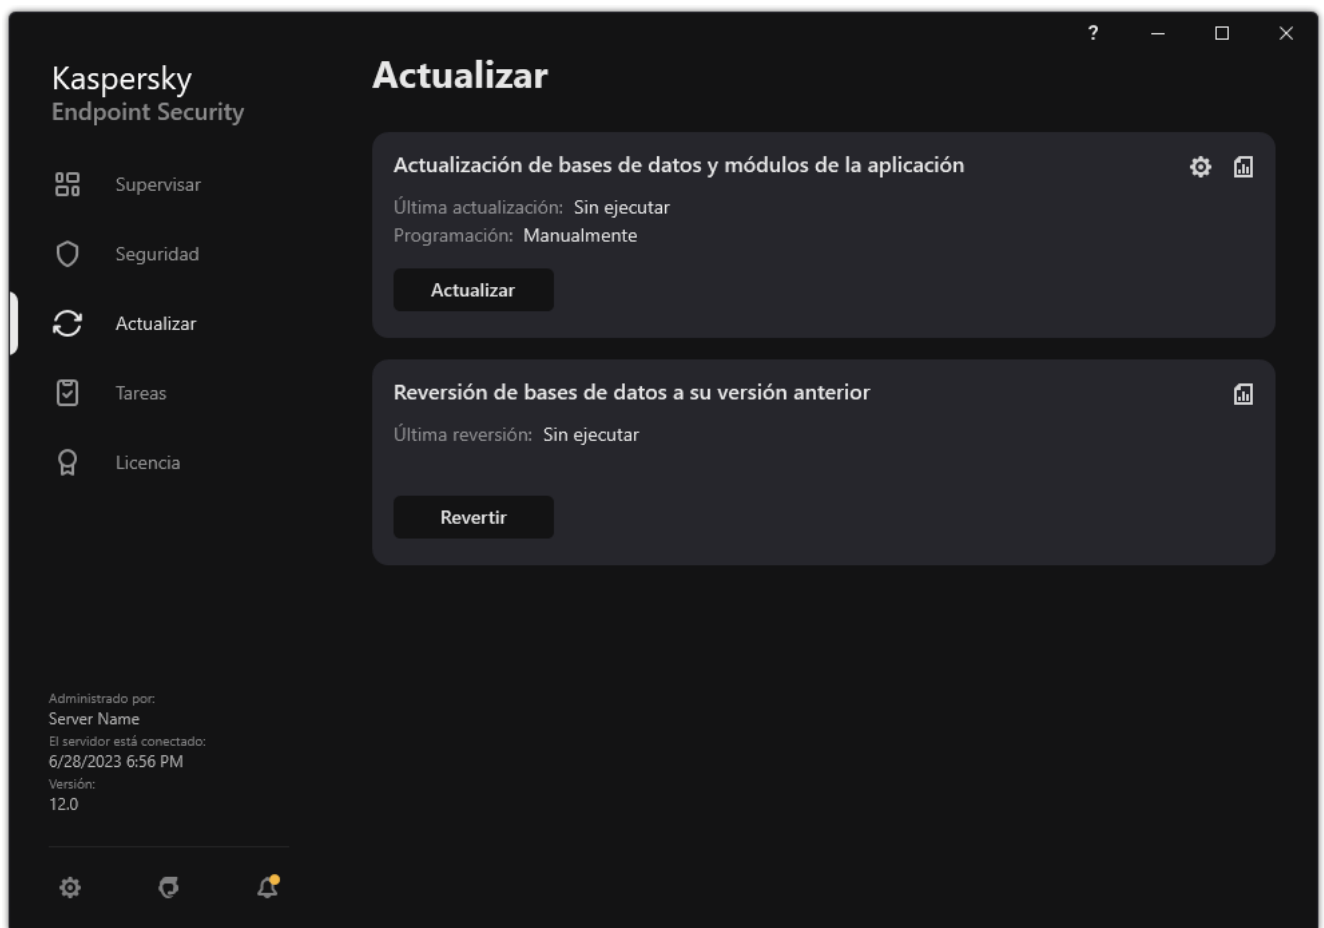 ?
Kaspersky
Endpoint Security
Supervisar
Seguridad
Actualizar
Tareas
Licencia
Administrado por:
Server Name
El servidor está conectado:
6/28/2023 6:56 PM
Versión:
12.0
Actualizar
Actualización de bases de datos y módulos de la aplicación
Última actualización: Sin ejecutar
Programación: Manualmente
Actualizar
Reversión de bases de datos a su versión anterior
Última reversión: Sin ejecutar
Revertir